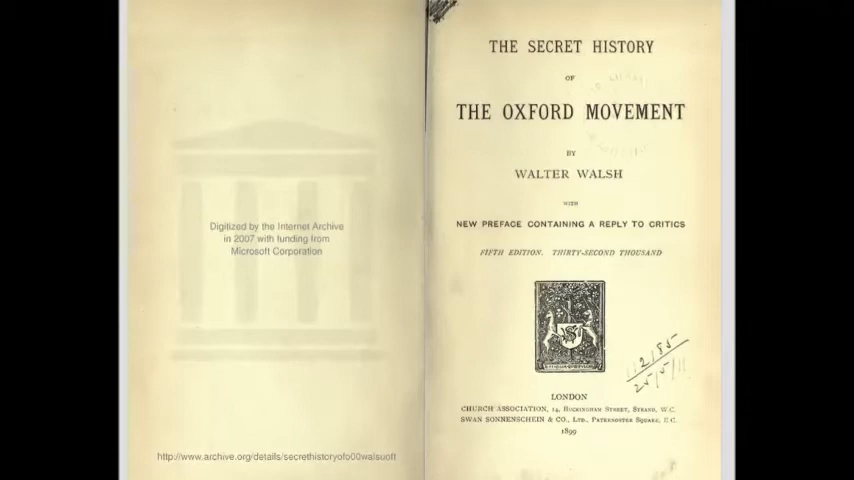 Digitized by the Internet Archive
in 2007 with funding from
Microsoft Corporation
http://www.archive.org/details/secrethistoryofo00walsuoft
THE SECRET HISTORY
OF
THE OXFORD MOVEMENT
BY
WALTER WALSH
WITH
NEW PREFACE CONTAINING A REPLY TO CRITICS
FIFTH EDITION. THIRTY-SECOND THOUSAND
LONDON
CHURCH ASSOCIATION, 14, BUCKINGHAM STREET, STRAND, W.C.
SWAN SONNENSCHEIN & CO., LTD., PATERNOSTER SQUARE, E.C.
1899